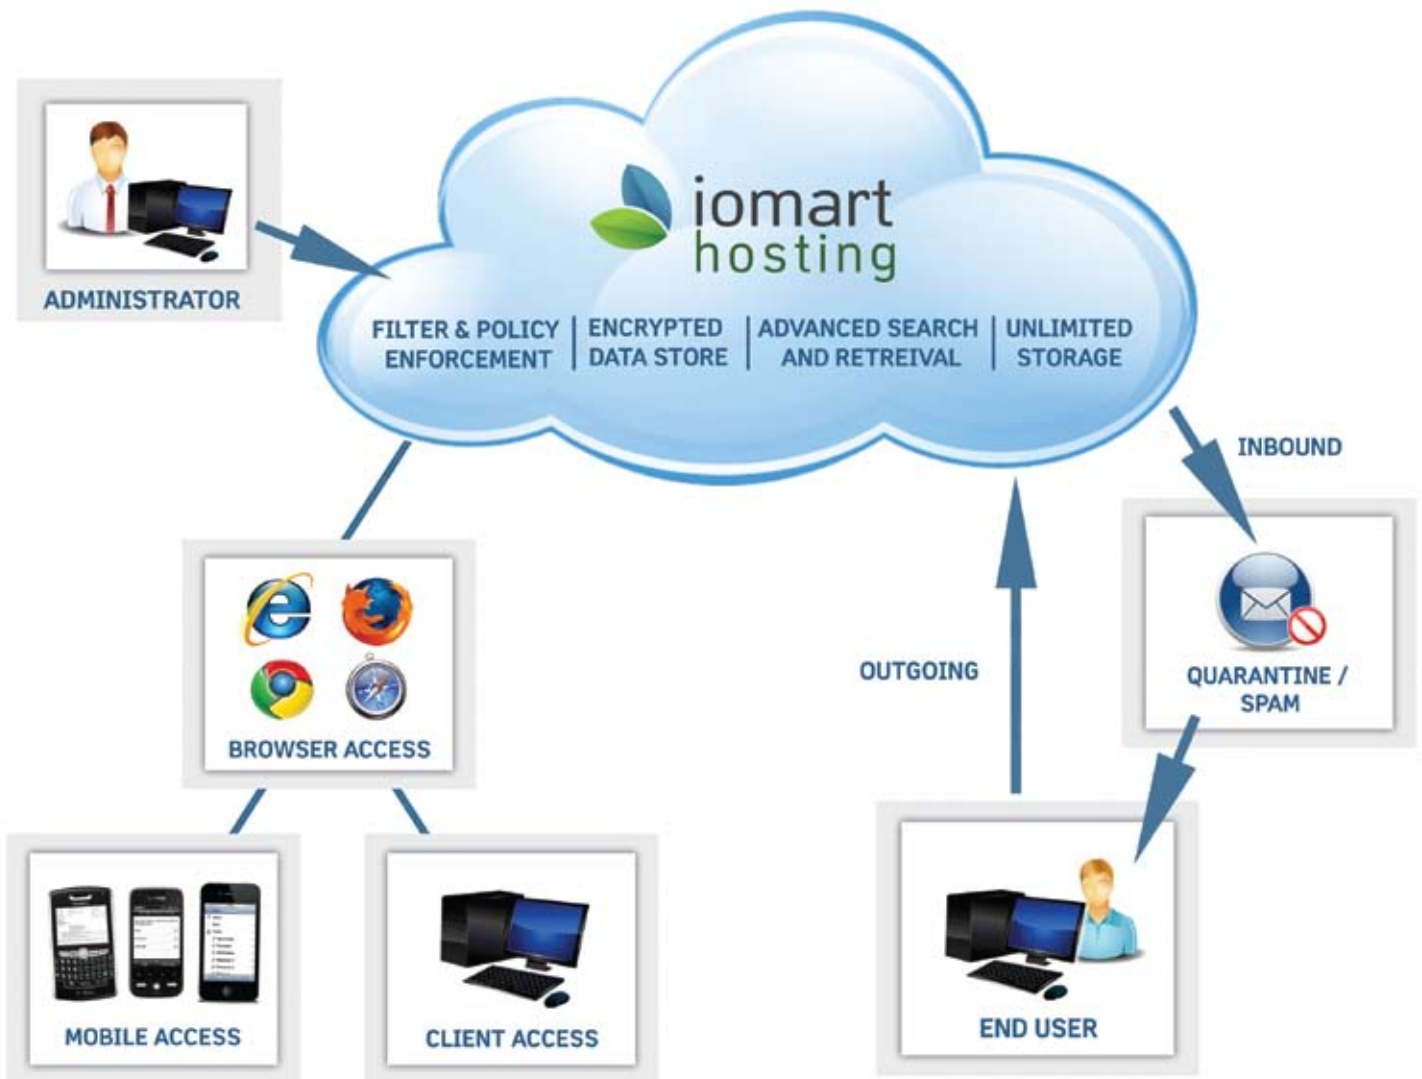 iomart
hosting
ADMINISTRATOR
FILTER & POLICY
ENFORCEMENT
ENCRYPTED
DATA STORE
ADVANCED SEARCH
AND RETREIVAL
UNLIMITED
STORAGE
INBOUND
QUARANTINE /
SPAM
OUTGOING
BROWSER ACCESS
MOBILE ACCESS
CLIENT ACCESS
END USER